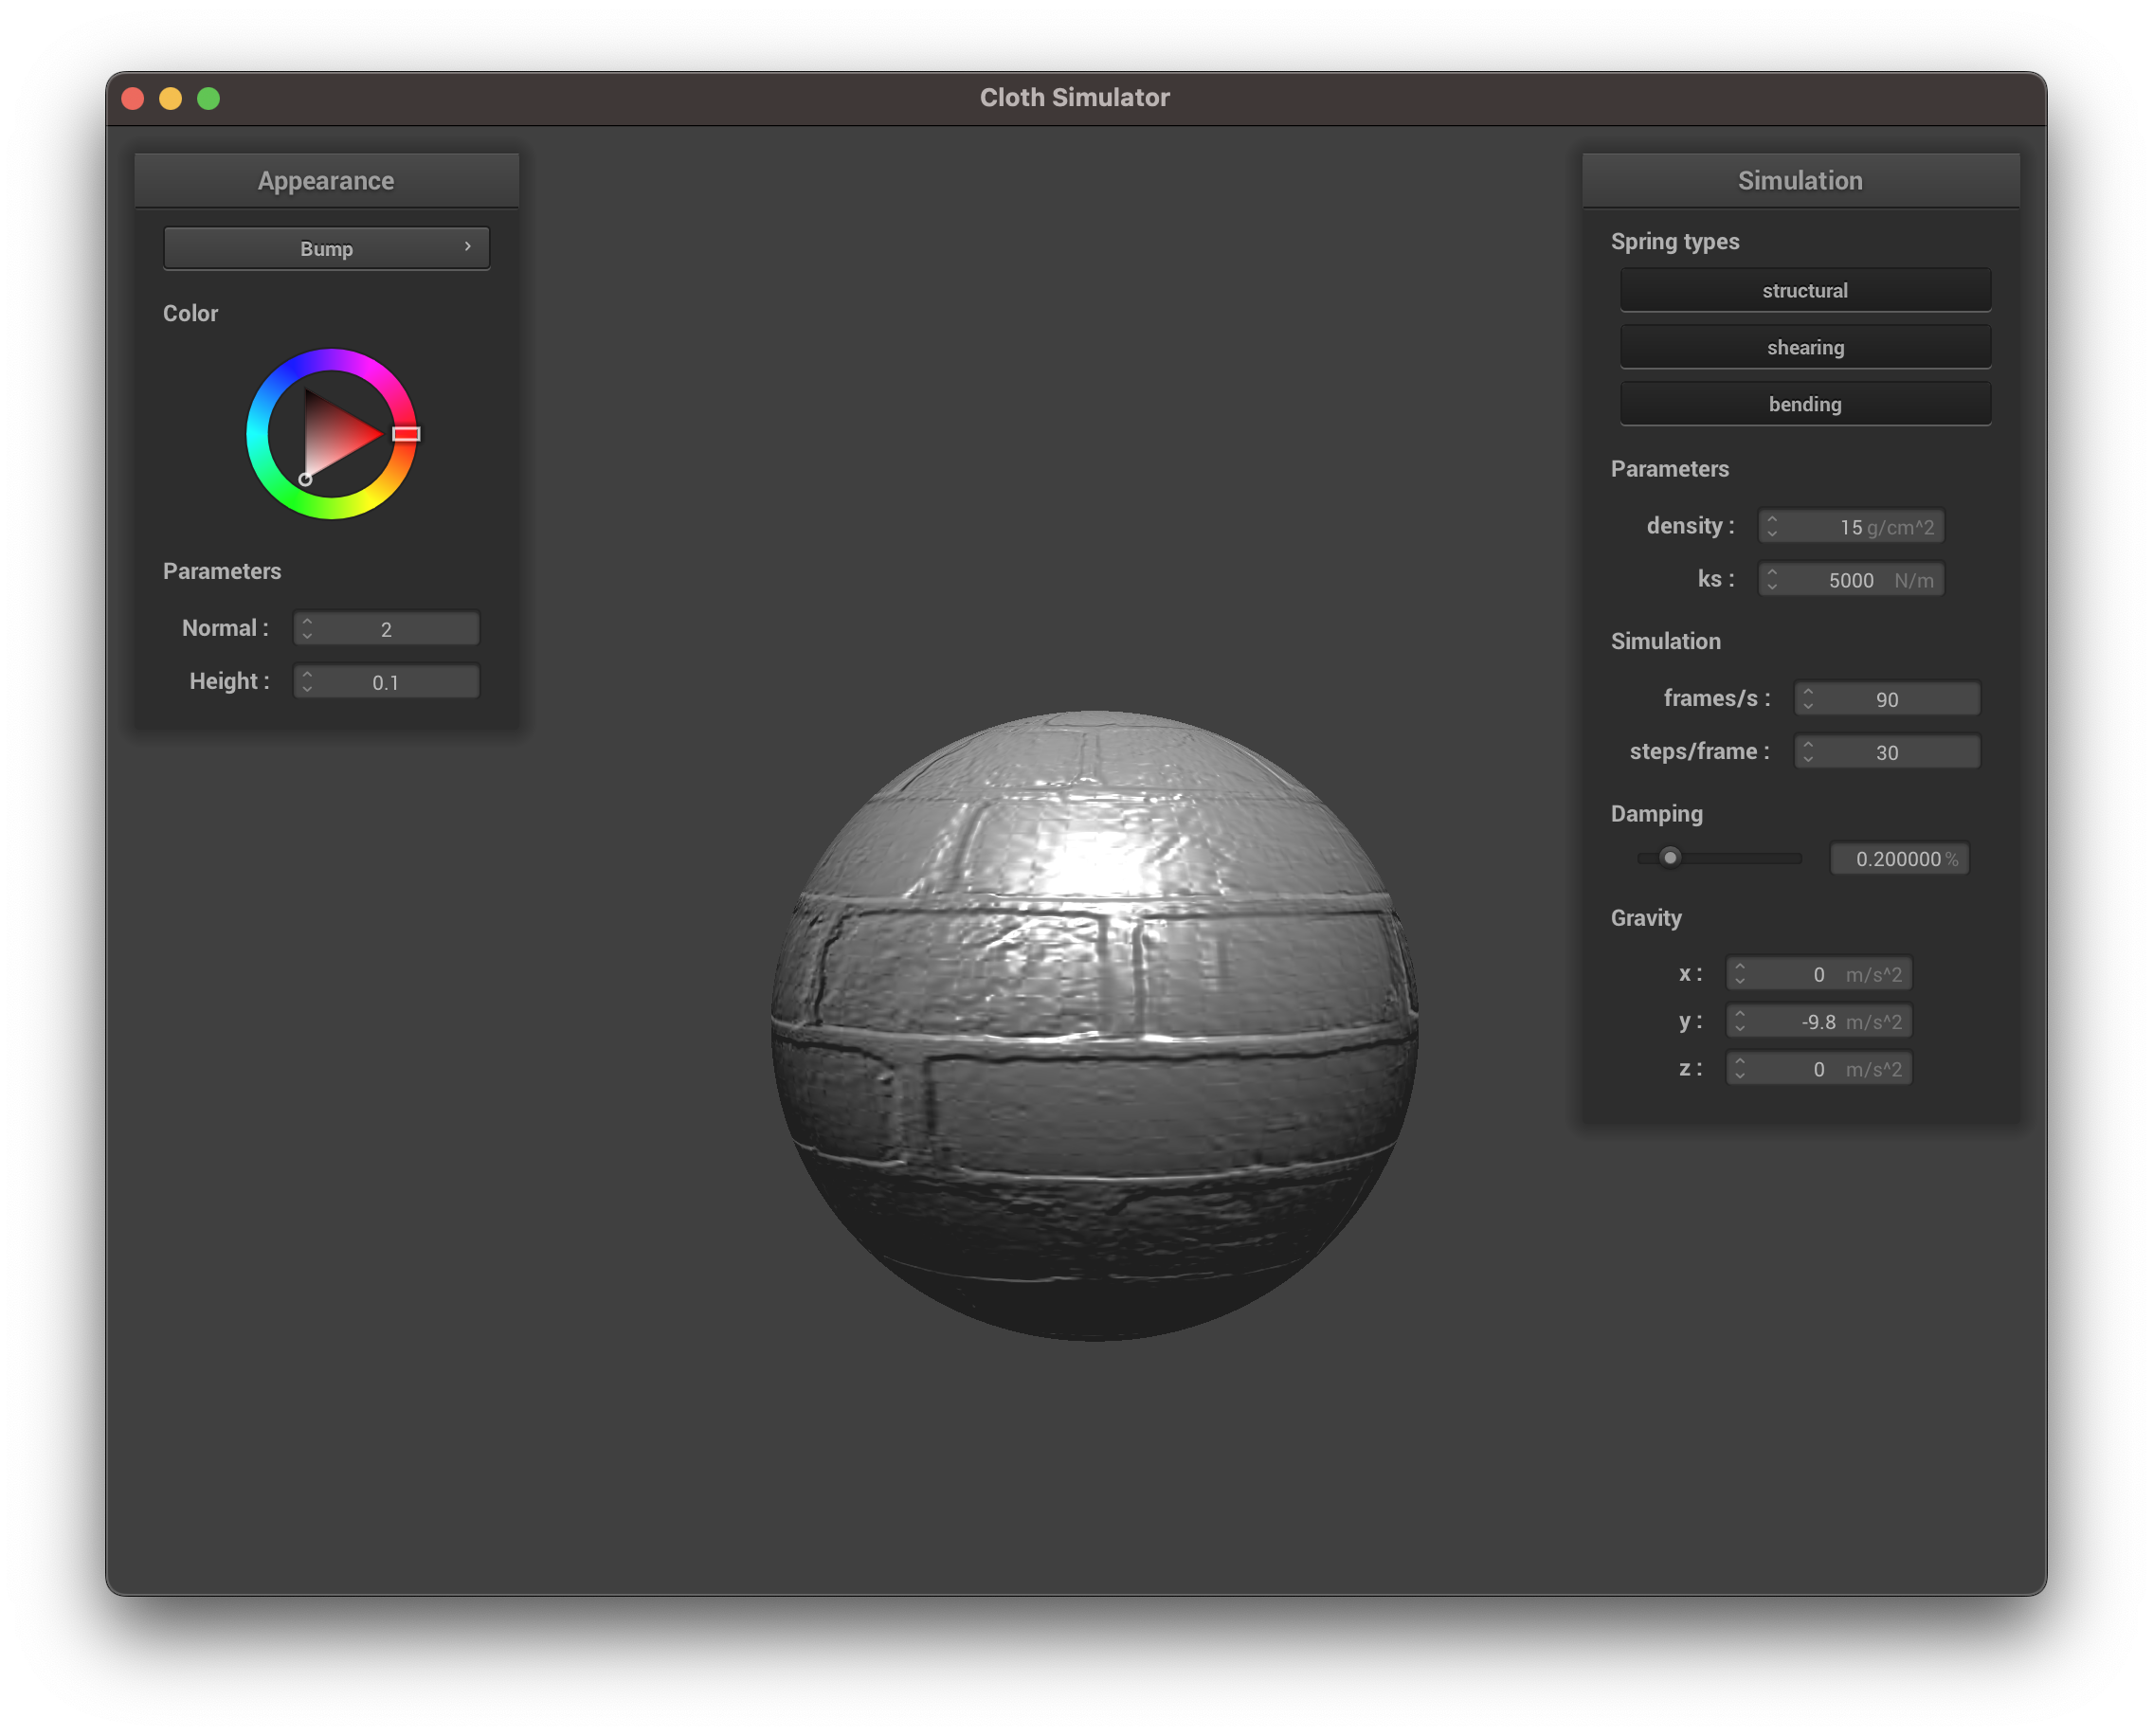 Cloth Simulator
Appearance
Bump
Color
Parameters
Normal : 2
Height : 0.1
Simulation
Spring types
structural
shearing
bending
Parameters
density : 15 g/cm^2
ks : 5000 N/m
Simulation
frames/s : 90
steps/frame : 30
Damping
0.200000 %
Gravity
x : 0 m/s^2
y : -9.8 m/s^2
z : 0 m/s^2